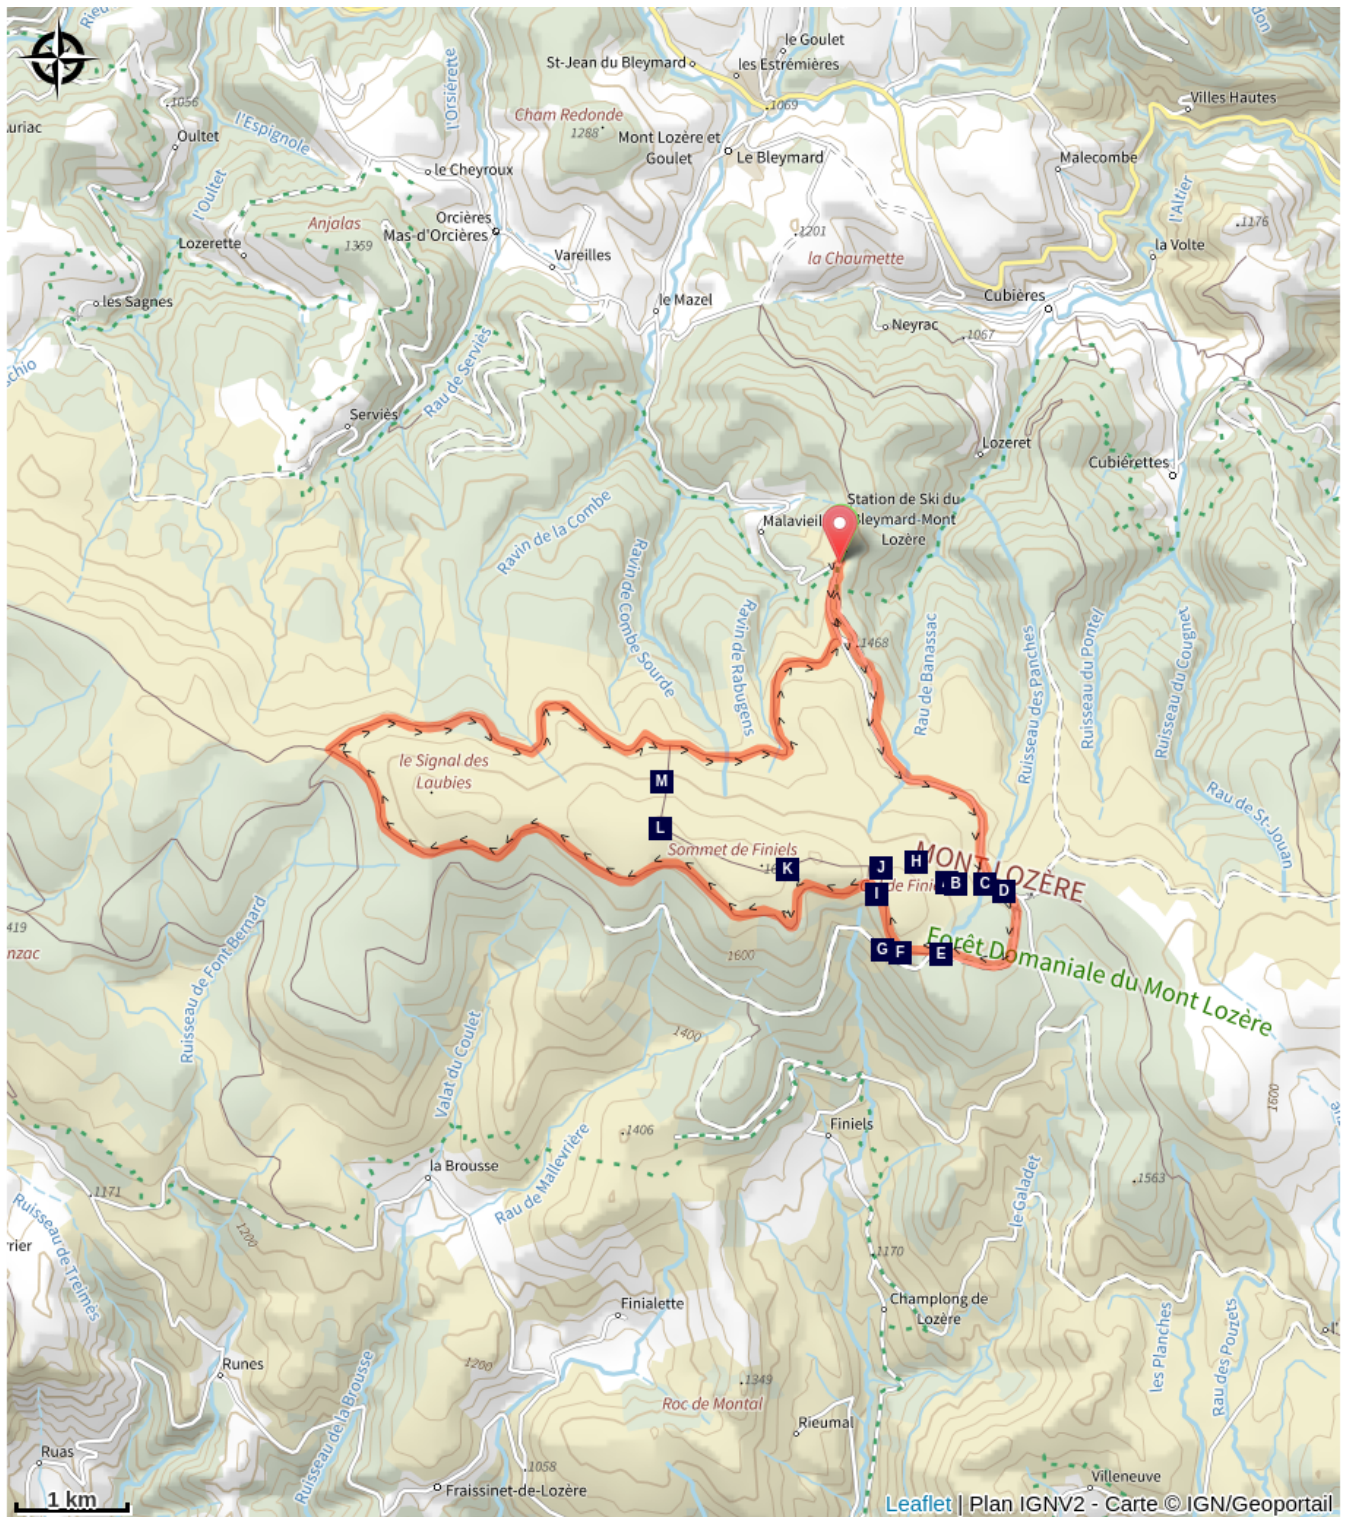 le Goulet
St-Jean du Bleymard
les Estrémières
1056
1069
Villes Hautes
uriac
Oultet
l'Espignole
l'Orsiérette
Cham Redonde
1288
Mont Lozère et
Goulet
Le Bleymard
Malecombe
le Cheyroux
l'Oultet
l'Altier
Anjalas
1359
Orcières
Mas-d'Orcières
1201
1176
Lozerette
Vareilles
la Chaumette
la Volte
les Sagnes
le Mazel
Cubières
Neyrac
1067
Rau de Serviès
Serviès
Lozeret
Cubiérettes
Ravin de la Combe
Station de Ski du
Bleymard-Mont
Lozère
Ravin de Combe Sourde
Ravin de Rabugens
1468
Rau de Banassac
Ruisseau des Panches
Ruisseau du Pontel
Ruisseau du Cougnet
Rau de St-Jouan
le Signal des
Laubies
M
L
Sommet de Finiels
K
J
H
MONT LOZÈRE
I
B
C
D
G
F
E
419
nzac
Ruisseau de Font Bernard
1600
Forêt Domaniale du Mont Lozère
1400
Valat du Coulet
1600
1406
Finiels
la Brousse
Rau de Mallevrière
1171
1200
1563
le Galadet
Ruisseau de Treimès
rrier
1170
Finialette
Champlong de
Lozère
les Planches
Rau des Pouzets
Runes
1200
1349
Roc de Montal
Ruisseau de la Brousse
Rieumal
Ruas
1058
Fraissinet-de-Lozère
Villeneuve
1 km
Leaflet | Plan IGNV2 - Carte © IGN/Geoportail